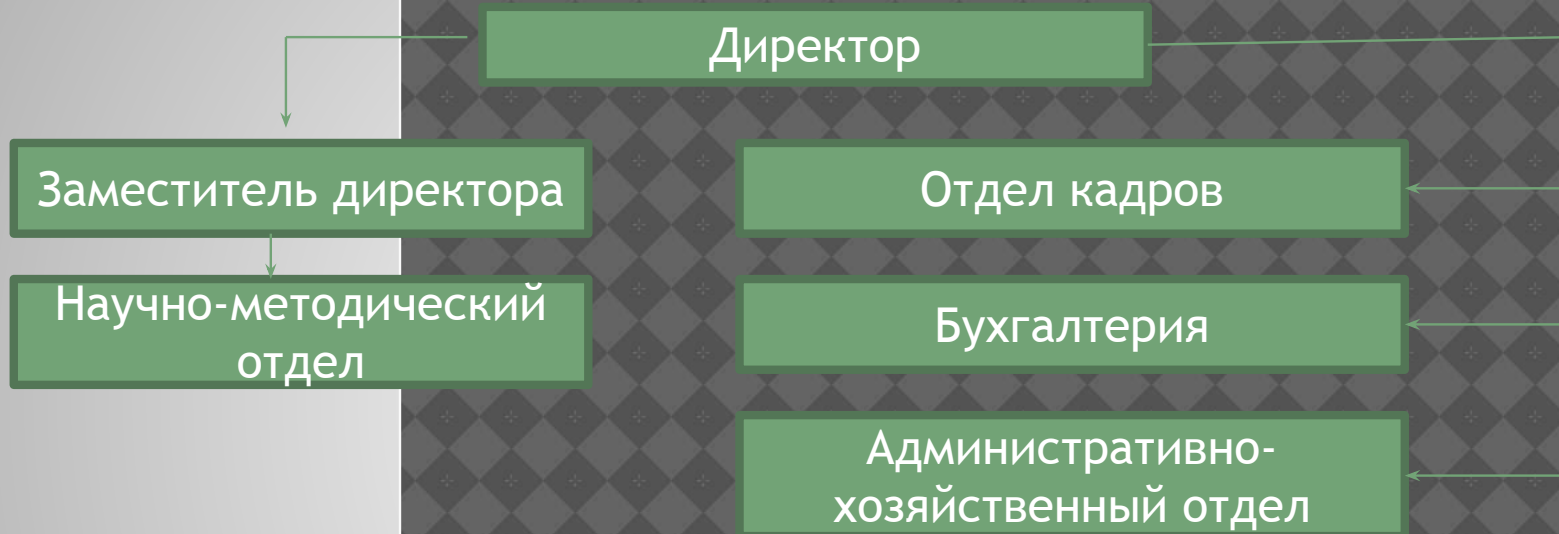 Директор
Заместитель директора
Отдел кадров
Научно-методический
отдел
Бухгалтерия
Административно-
хозяйственный отдел